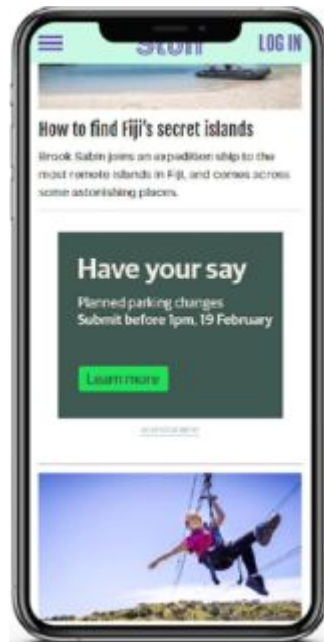 Stuff
LOG IN
How to find Fiji's secret islands
Brook Sabin joins an expedition ship to the
most remote islands in Fiji, and comes across
some astonishing places.
Have your say
Planned parking changes
Submit before 1pm, 19 February
Learn more
ADVERTISEMENT